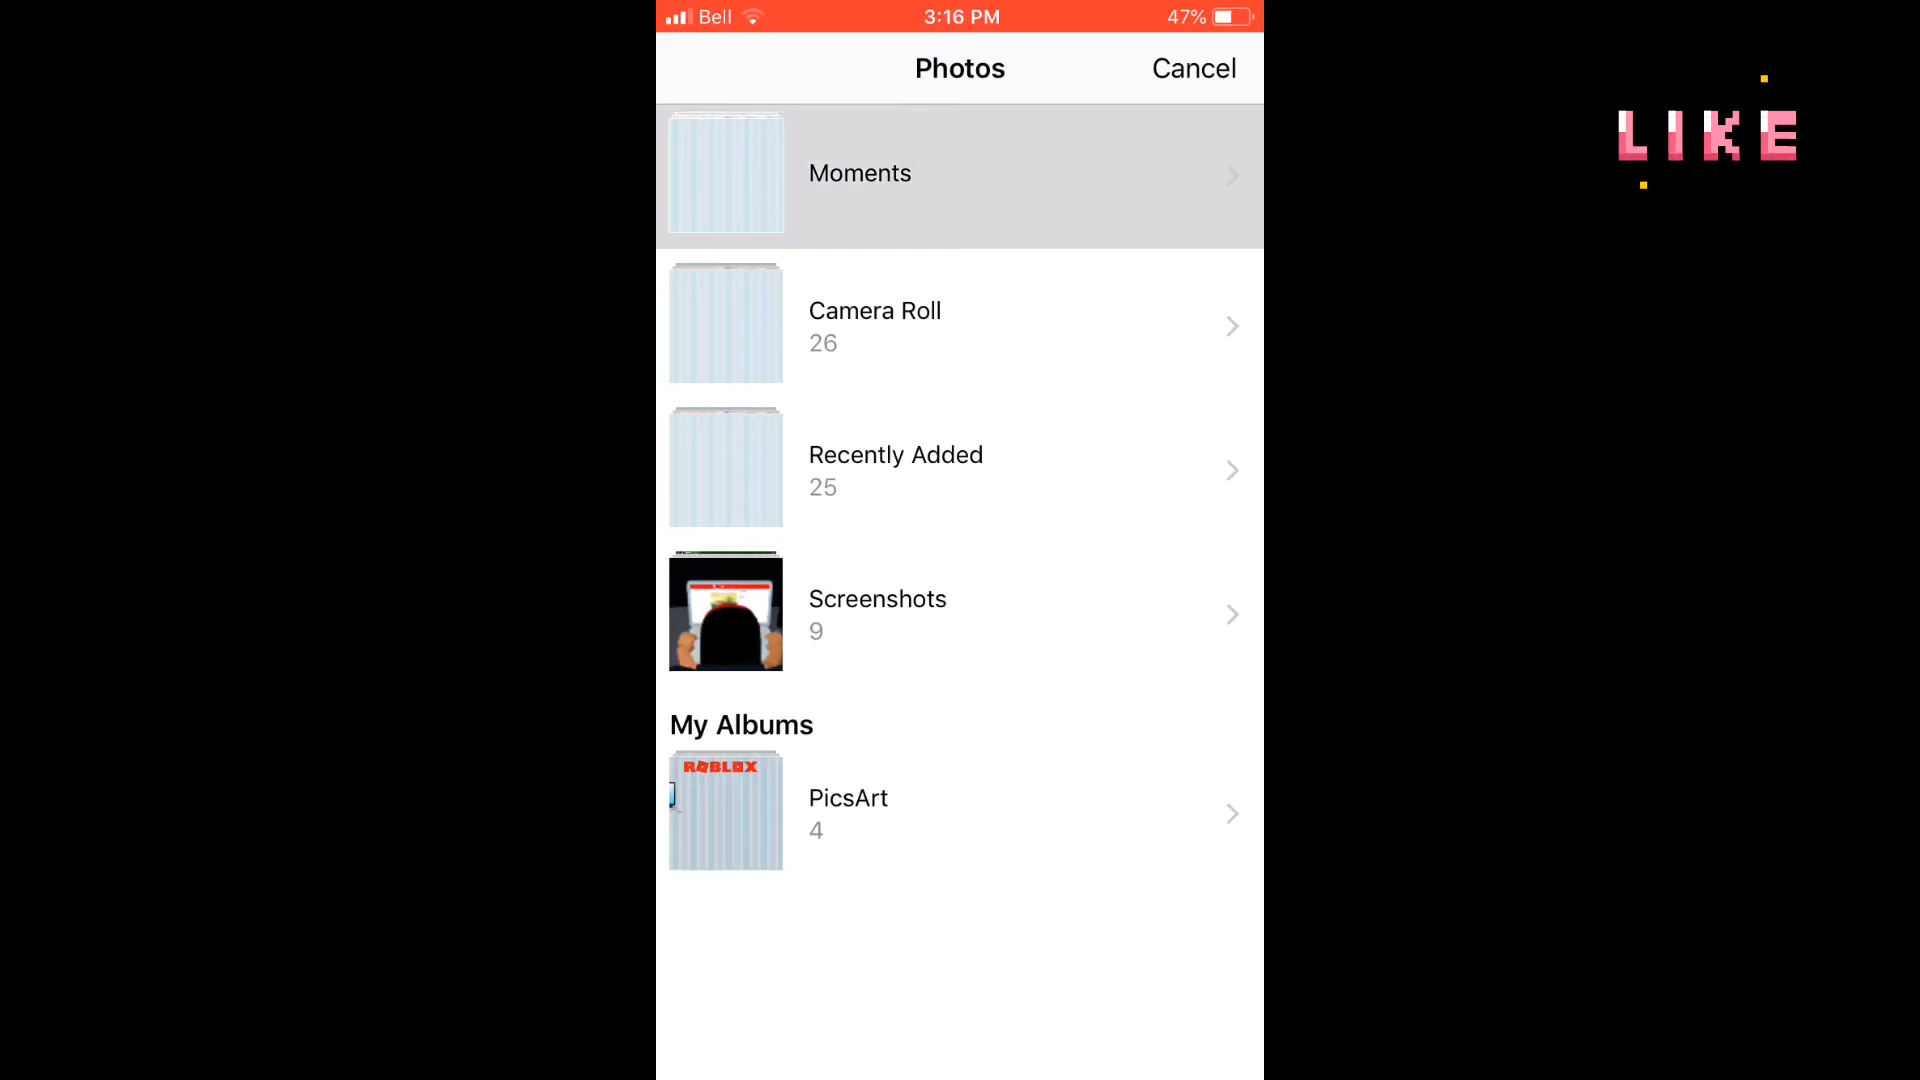 Bell 3:16 PM 47%
Photos Cancel
LIKE
Moments
Camera Roll
26
Recently Added
25
Screenshots
9
My Albums
ROBLOX
PicsArt
4